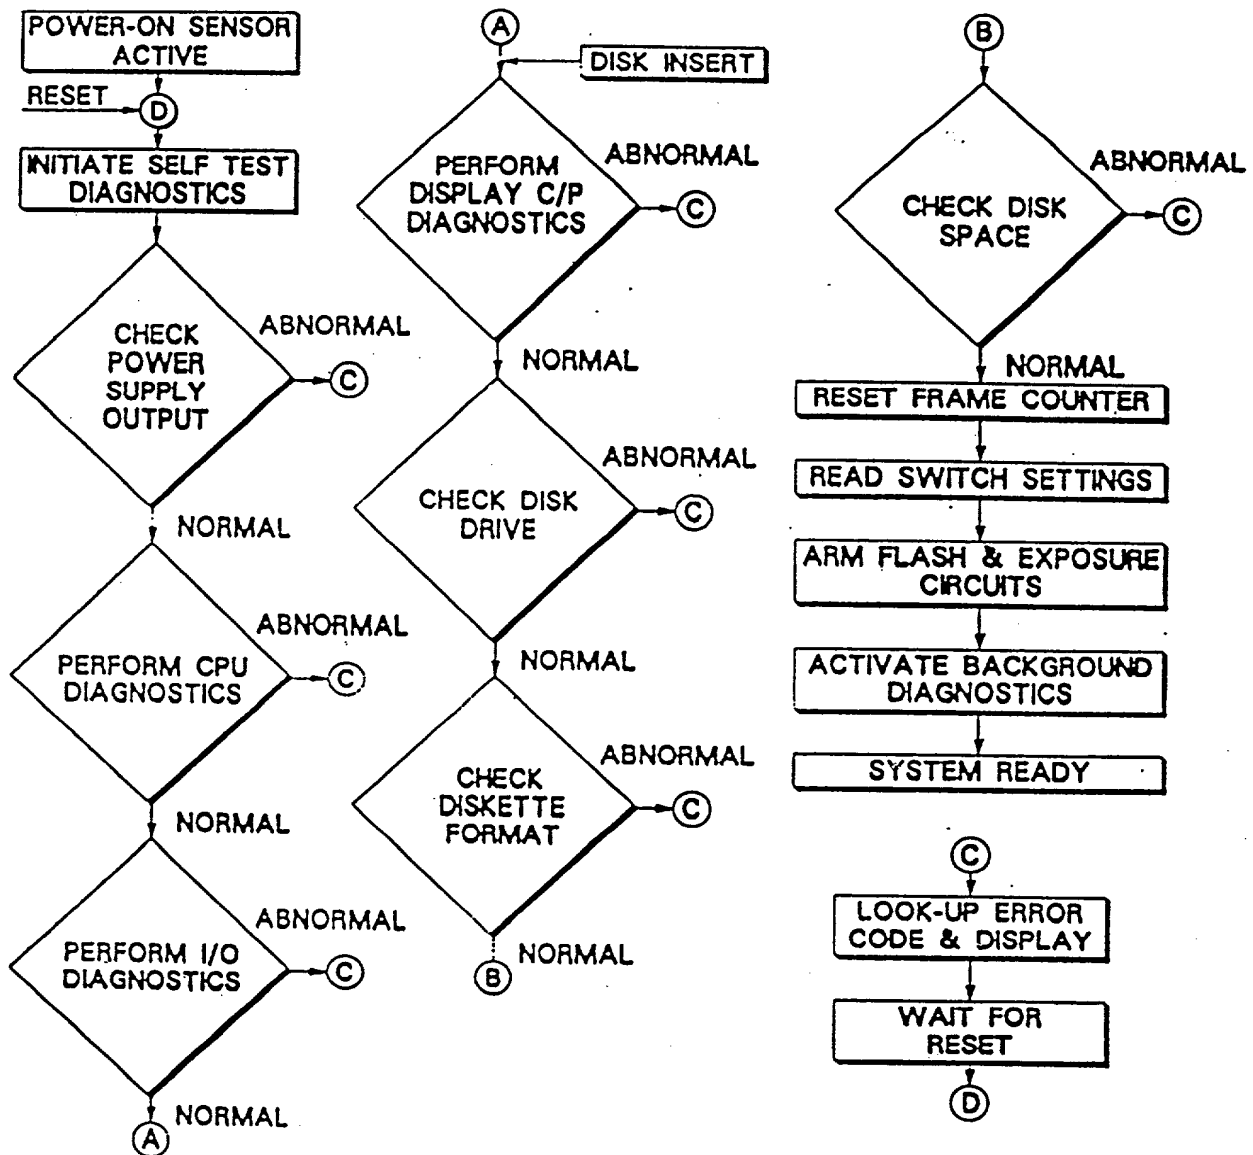 POWER-ON SENSOR
ACTIVE
RESET
D
INITIATE SELF TEST
DIAGNOSTICS
CHECK
POWER
SUPPLY
OUTPUT
ABNORMAL
C
NORMAL
PERFORM CPU
DIAGNOSTICS
ABNORMAL
C
NORMAL
PERFORM I/O
DIAGNOSTICS
ABNORMAL
C
NORMAL
A
A
DISK INSERT
PERFORM
DISPLAY C/P
DIAGNOSTICS
ABNORMAL
C
NORMAL
CHECK DISK
DRIVE
ABNORMAL
C
NORMAL
CHECK
DISKETTE
FORMAT
ABNORMAL
C
NORMAL
B
B
CHECK DISK
SPACE
ABNORMAL
C
NORMAL
RESET FRAME COUNTER
READ SWITCH SETTINGS
ARM FLASH & EXPOSURE
CIRCUITS
ACTIVATE BACKGROUND
DIAGNOSTICS
SYSTEM READY
C
LOOK-UP ERROR
CODE & DISPLAY
WAIT FOR
RESET
D